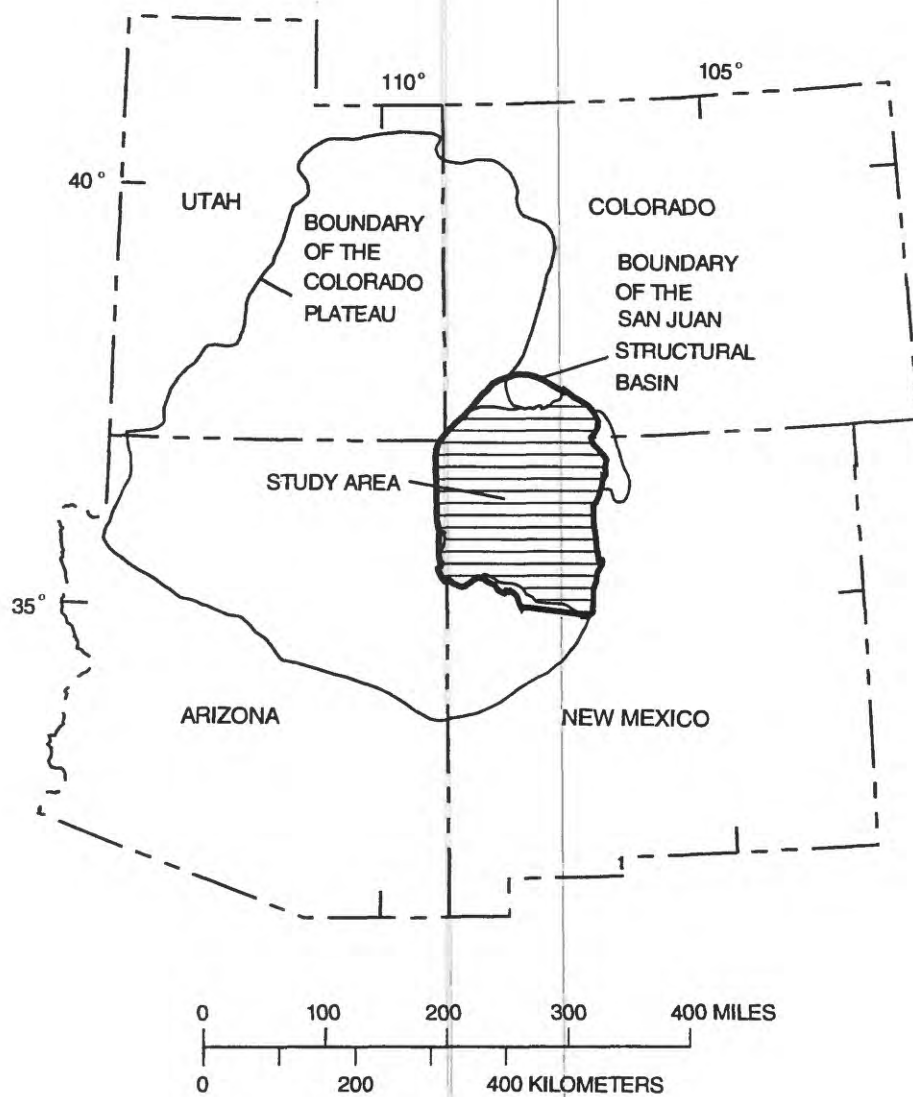 110°
105°
40°
UTAH
COLORADO
BOUNDARY
OF THE
COLORADO
PLATEAU
BOUNDARY
OF THE
SAN JUAN
STRUCTURAL
BASIN
STUDY AREA
35°
ARIZONA
NEW MEXICO
0 100 200 300 400 MILES
0 200 400 KILOMETERS